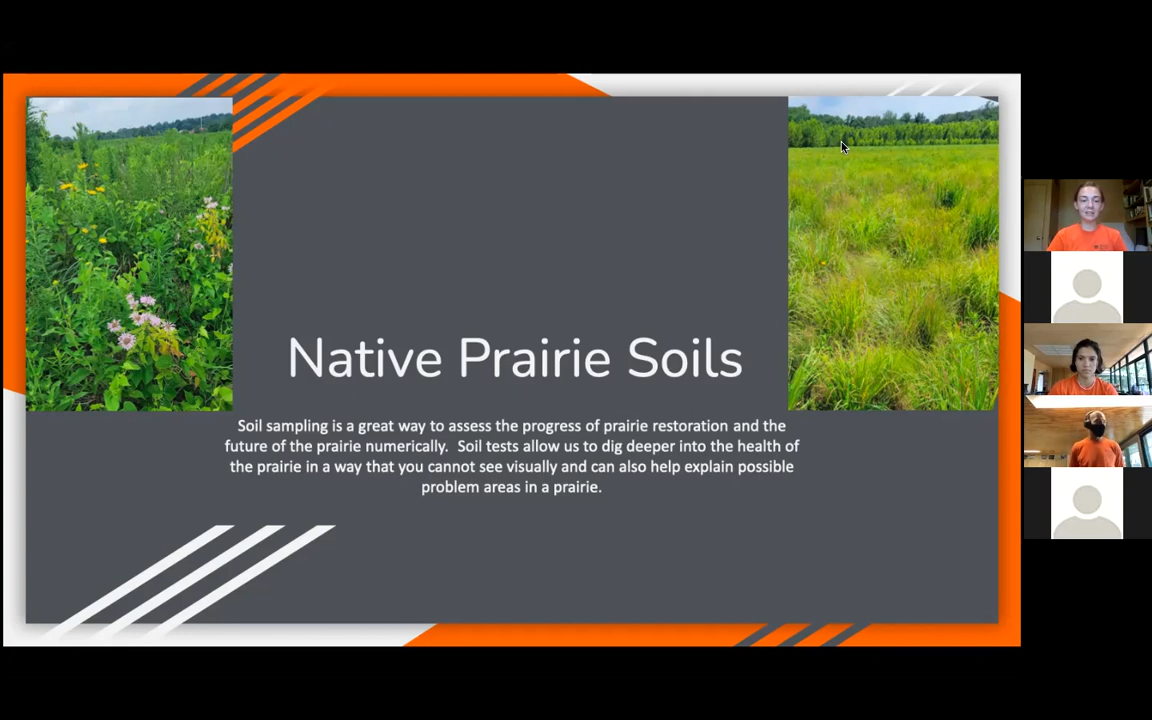 Native Prairie Soils
Soil sampling is a great way to assess the progress of prairie restoration and the
future of the prairie numerically.  Soil tests allow us to dig deeper into the health of
the prairie in a way that you cannot see visually and can also help explain possible
problem areas in a prairie.